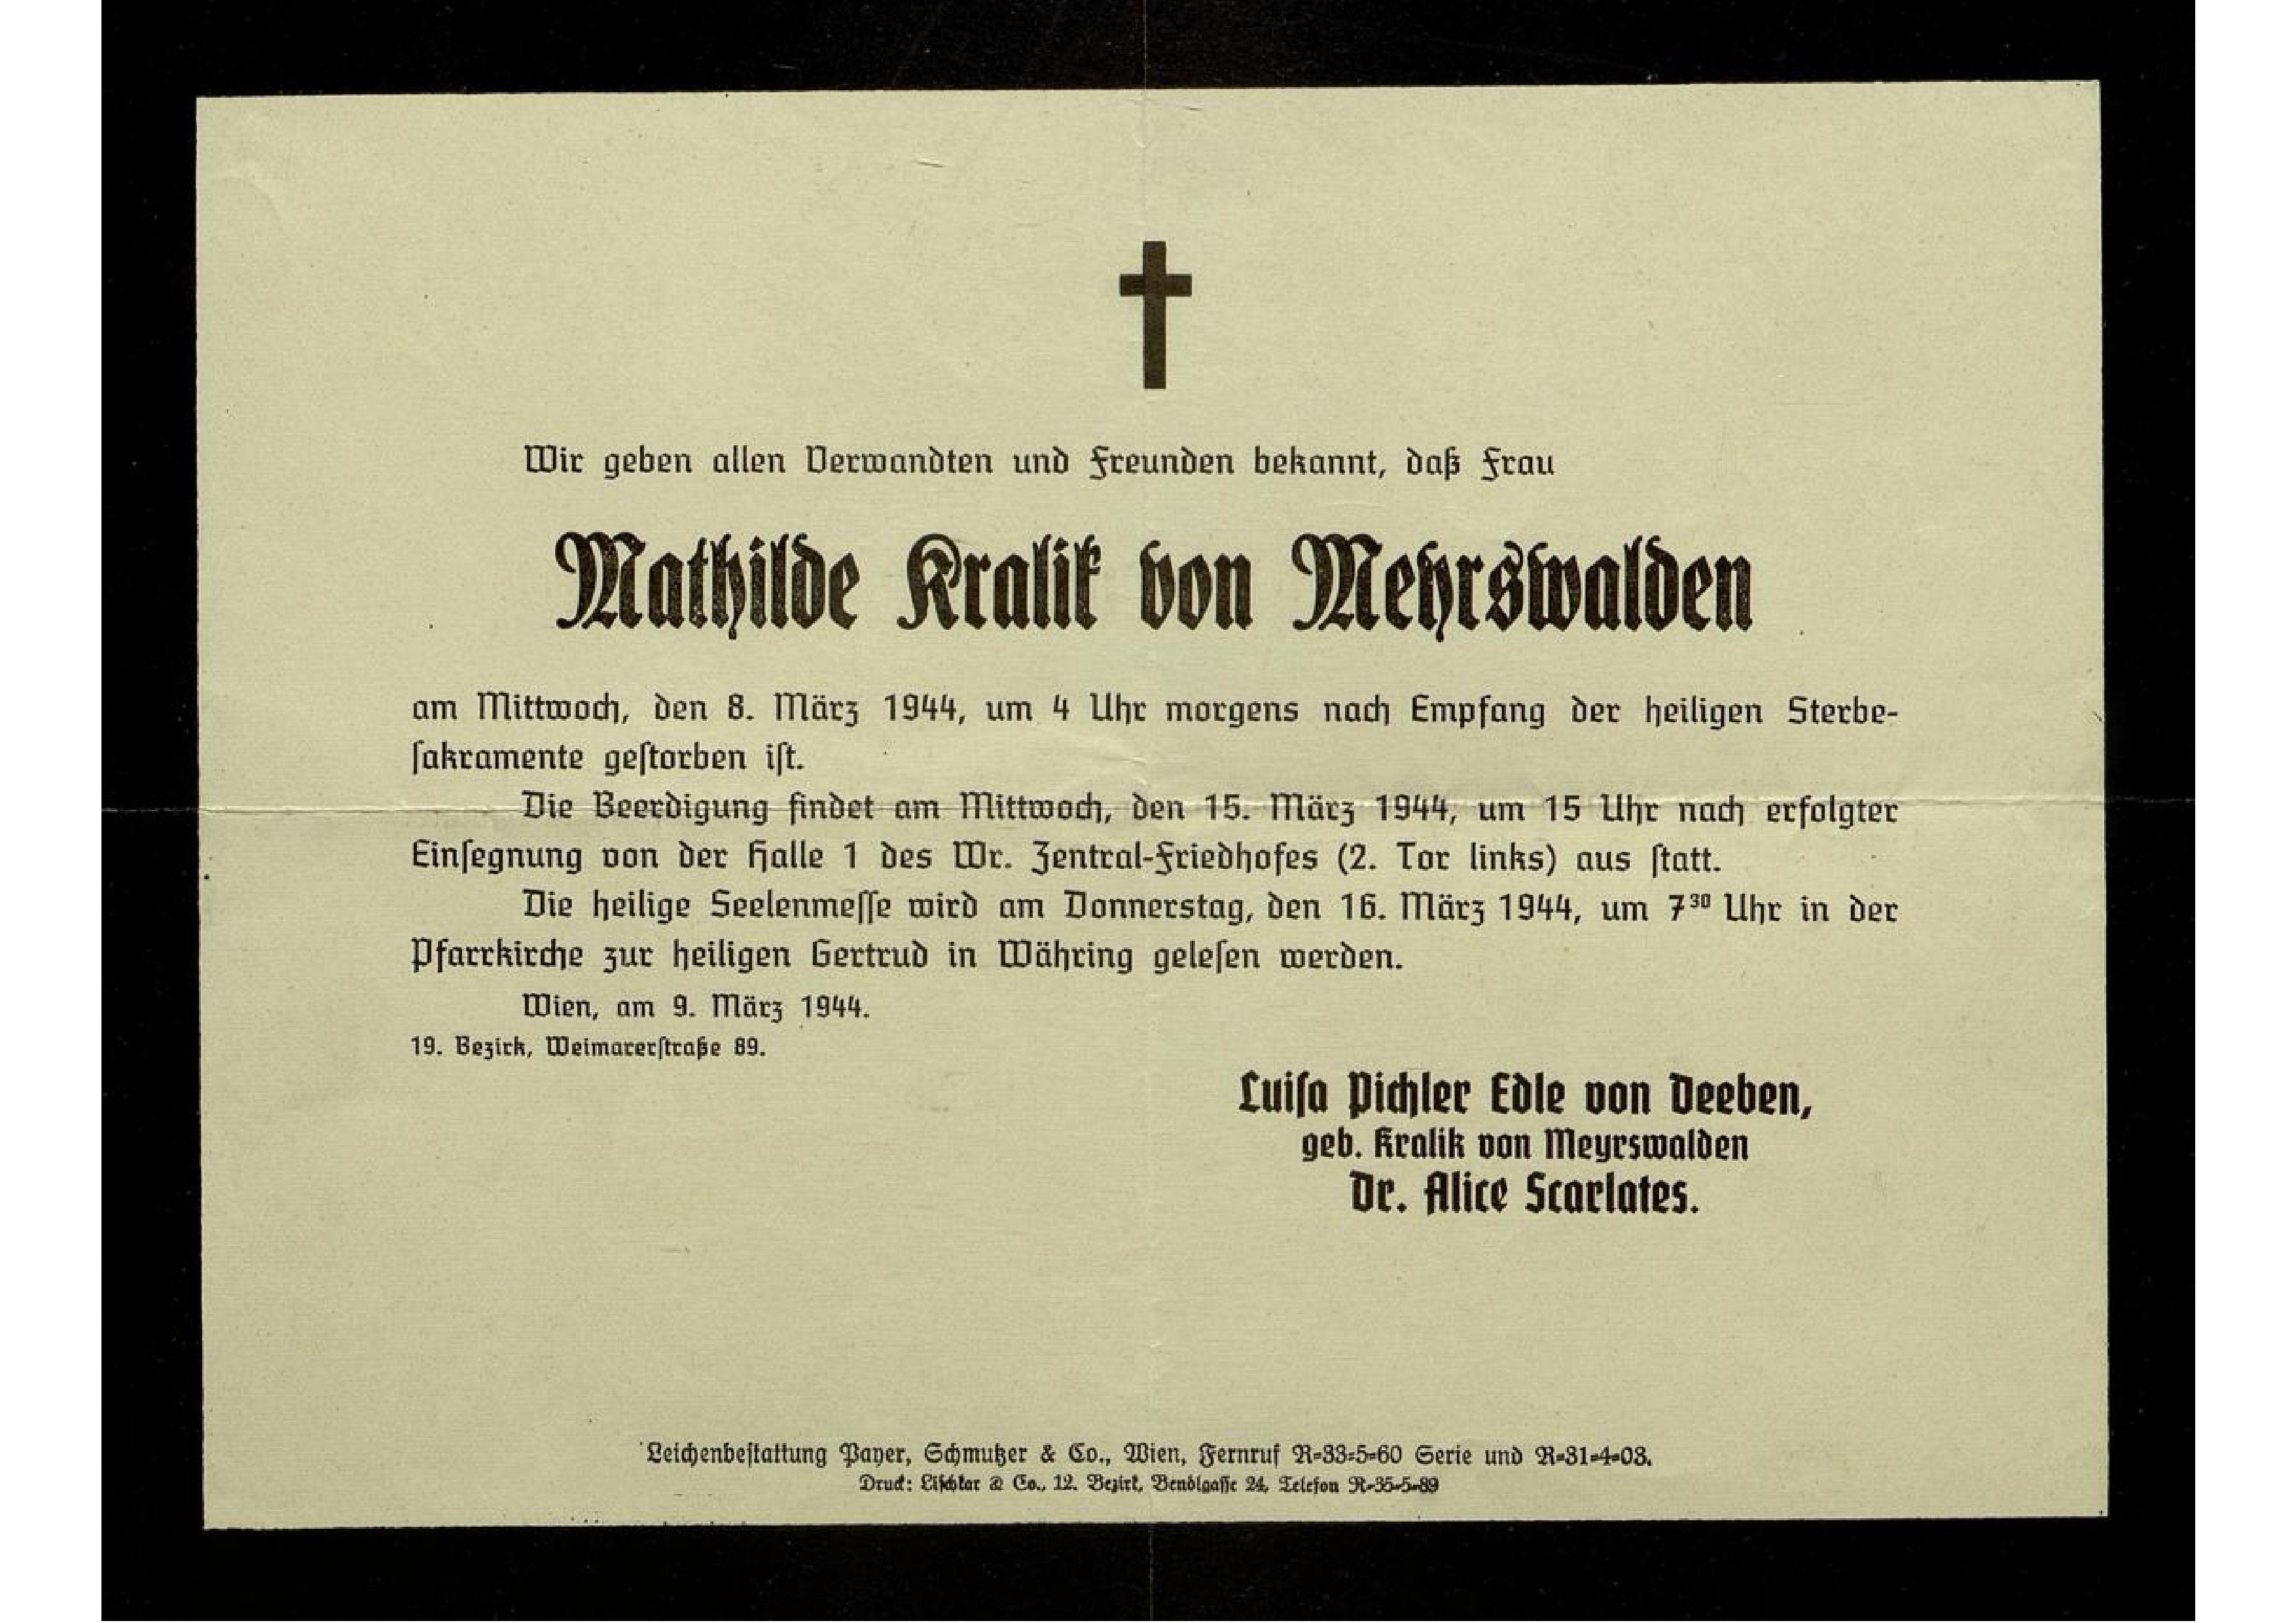 Wir geben allen Verwandten und Freunden bekannt, daß Frau
Mathilde Kralik von Meyrswalden
am Mittwoch, den 8. März 1944, um 4 Uhr morgens nach Empfang der heiligen Sterbe-
sakramente gestorben ist.
Die Beerdigung findet am Mittwoch, den 15. März 1944, um 15 Uhr nach erfolgter
Einsegnung von der Halle 1 des Wr. Zentral-Friedhofes (2. Tor links) aus statt.
Die heilige Seelenmesse wird am Donnerstag, den 16. März 1944, um 7³⁰ Uhr in der
Pfarrkirche zur heiligen Gertrud in Währing gelesen werden.
Wien, am 9. März 1944.
19. Bezirk, Weimarerstraße 89.
Luisa Pichler Edle von Deeben,
geb. Kralik von Meyrswalden
Dr. Alice Scarlates.
Leichenbestattung Payer, Schmutzer & Co., Wien, Fernruf R-33-5-60 Serie und R-31-4-03.
Druck: Lischkar & Co., 12. Bezirk, Bendlgasse 24, Telefon R-35-5-89